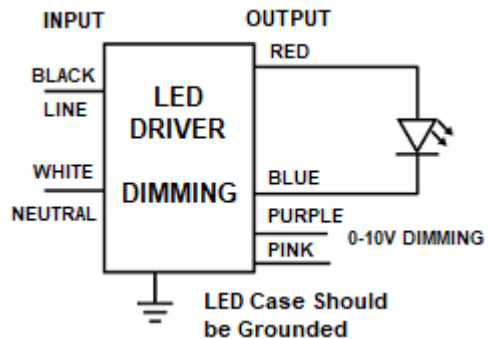 INPUT
OUTPUT
BLACK
LINE
WHITE
NEUTRAL
LED
DRIVER
DIMMING
RED
BLUE
PURPLE
PINK
0-10V DIMMING
LED Case Should
be Grounded